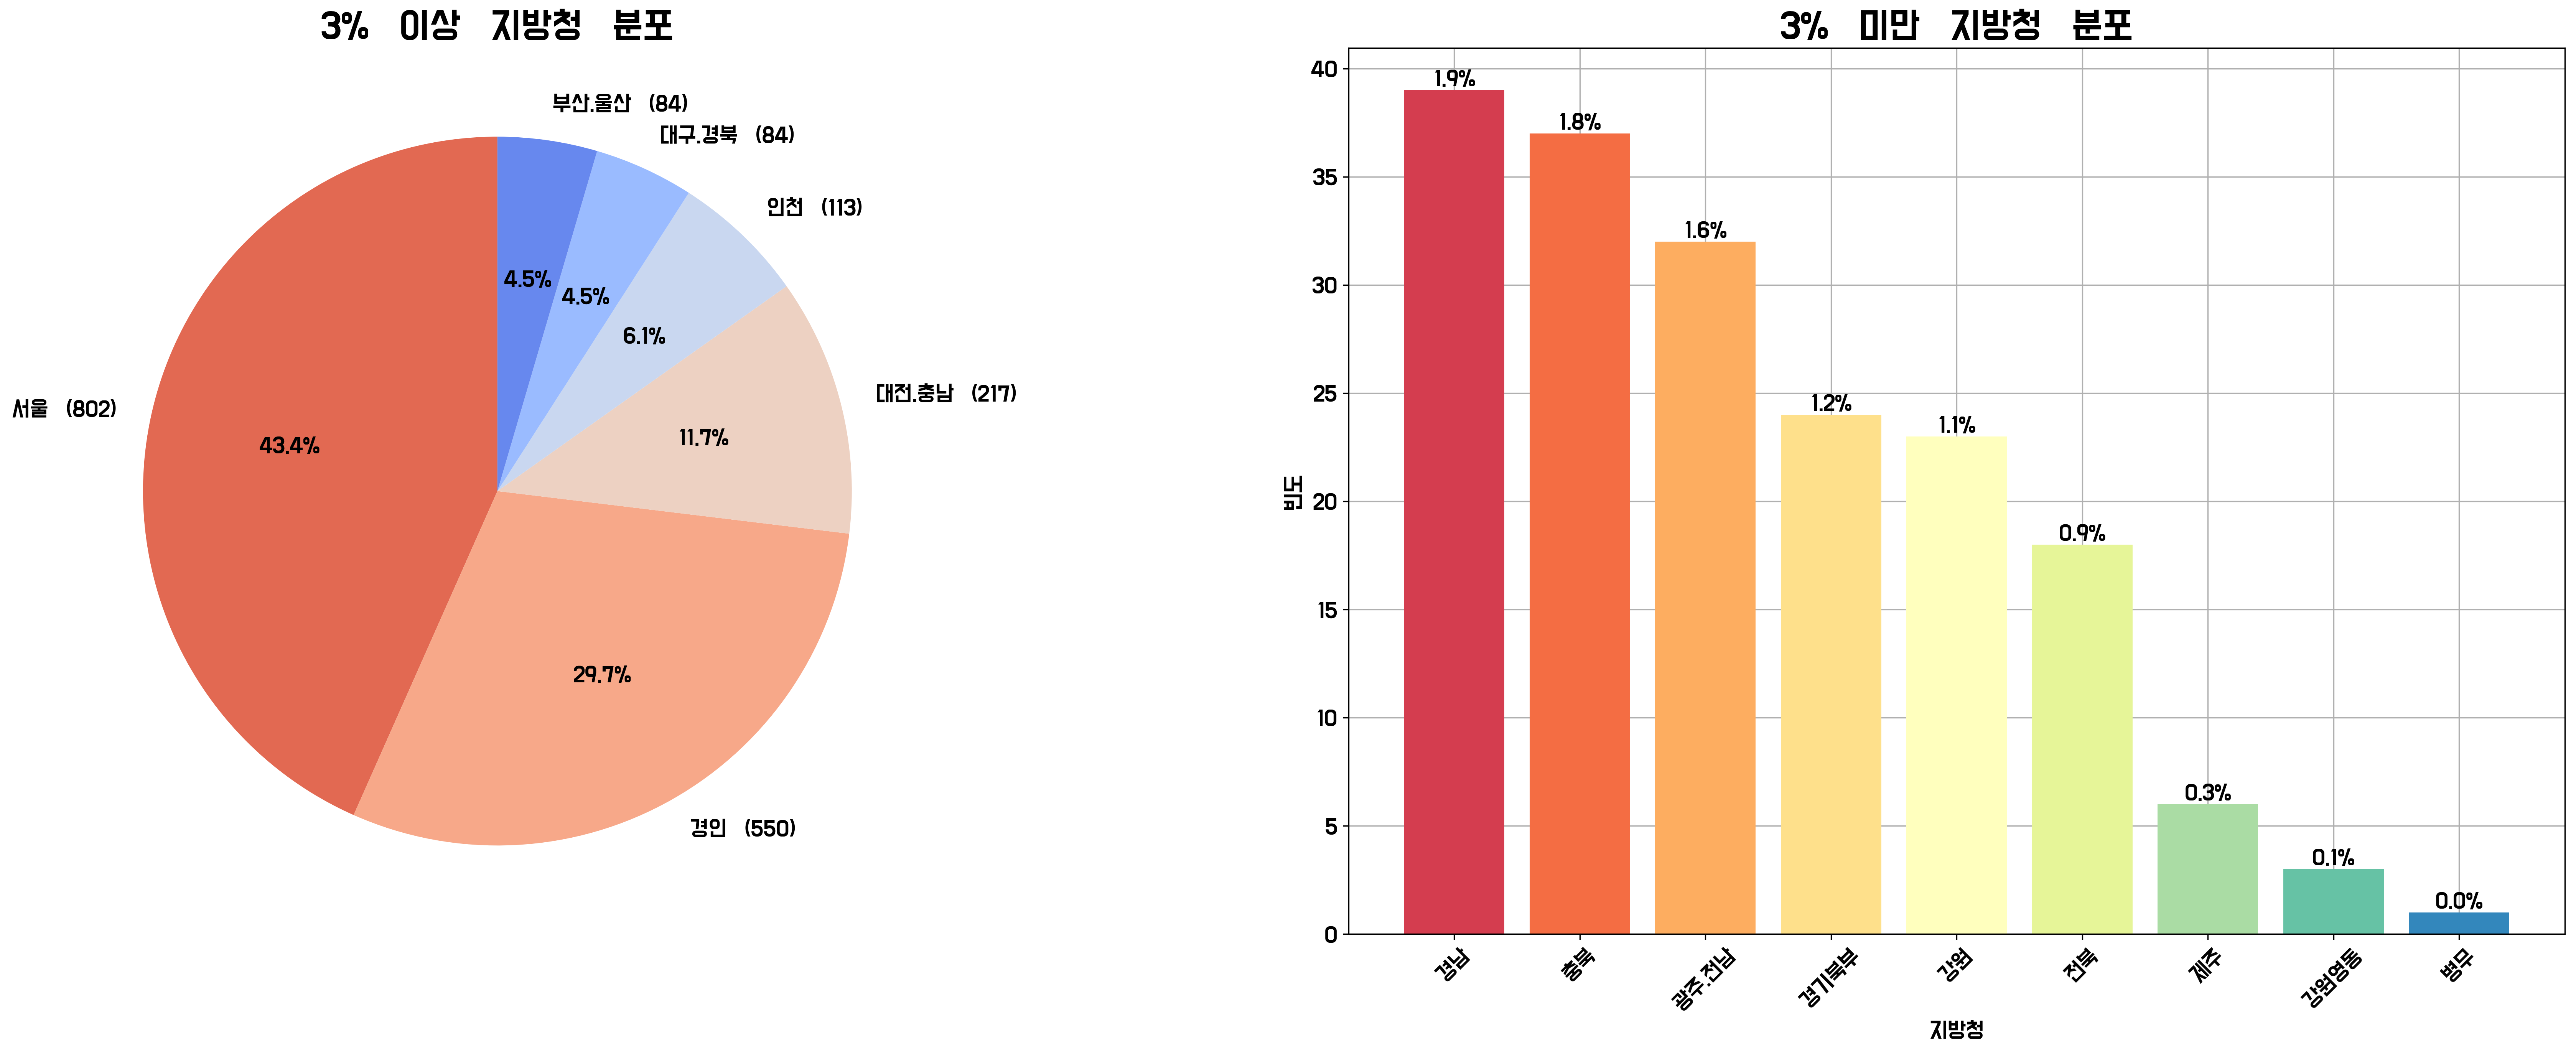 3% 이상 지방청 분포
부산.울산 (84)
대구.경북 (84)
인천 (113)
4.5%
4.5%
6.1%
대전.충남 (217)
서울 (802)
11.7%
43.4%
29.7%
경인 (550)
3% 미만 지방청 분포
40
35
30
25
20
15
10
5
0
빈도
1.9%
1.8%
1.6%
1.2%
1.1%
0.9%
0.3%
0.1%
0.0%
경남
충북
광주.전남
경기북부
강원
전북
제주
강원영동
병무
지방청